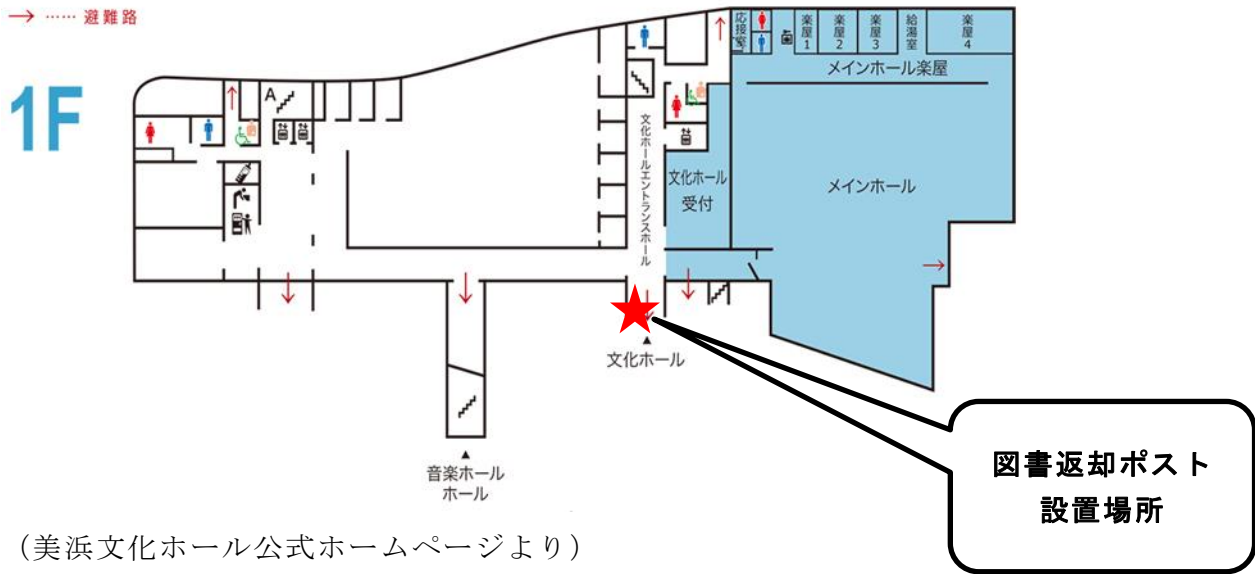 → …… 避難路
1F
応接室
楽屋1
楽屋2
楽屋3
給湯室
楽屋4
メインホール楽屋
A
文化ホールエントランスホール
文化ホール
受付
メインホール
文化ホール
音楽ホール
ホール
図書返却ポスト
設置場所
（美浜文化ホール公式ホームページより）